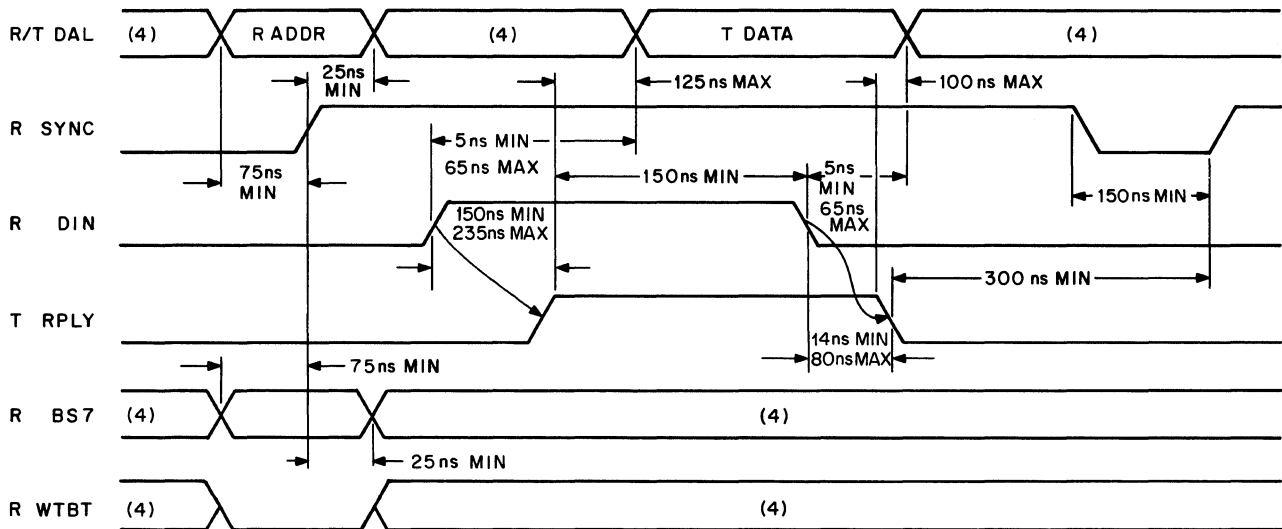 R/T DAL (4) R ADDR (4) T DATA (4)
25ns MIN
125ns MAX
100ns MAX
R SYNC
75ns MIN
5ns MIN
65ns MAX
150ns MIN
5ns MIN
65ns MAX
150ns MIN
R DIN
150ns MIN
235ns MAX
300ns MIN
T RPLY
14ns MIN
80ns MAX
75ns MIN
R BS7 (4) (4)
25ns MIN
R WTBT (4) (4)